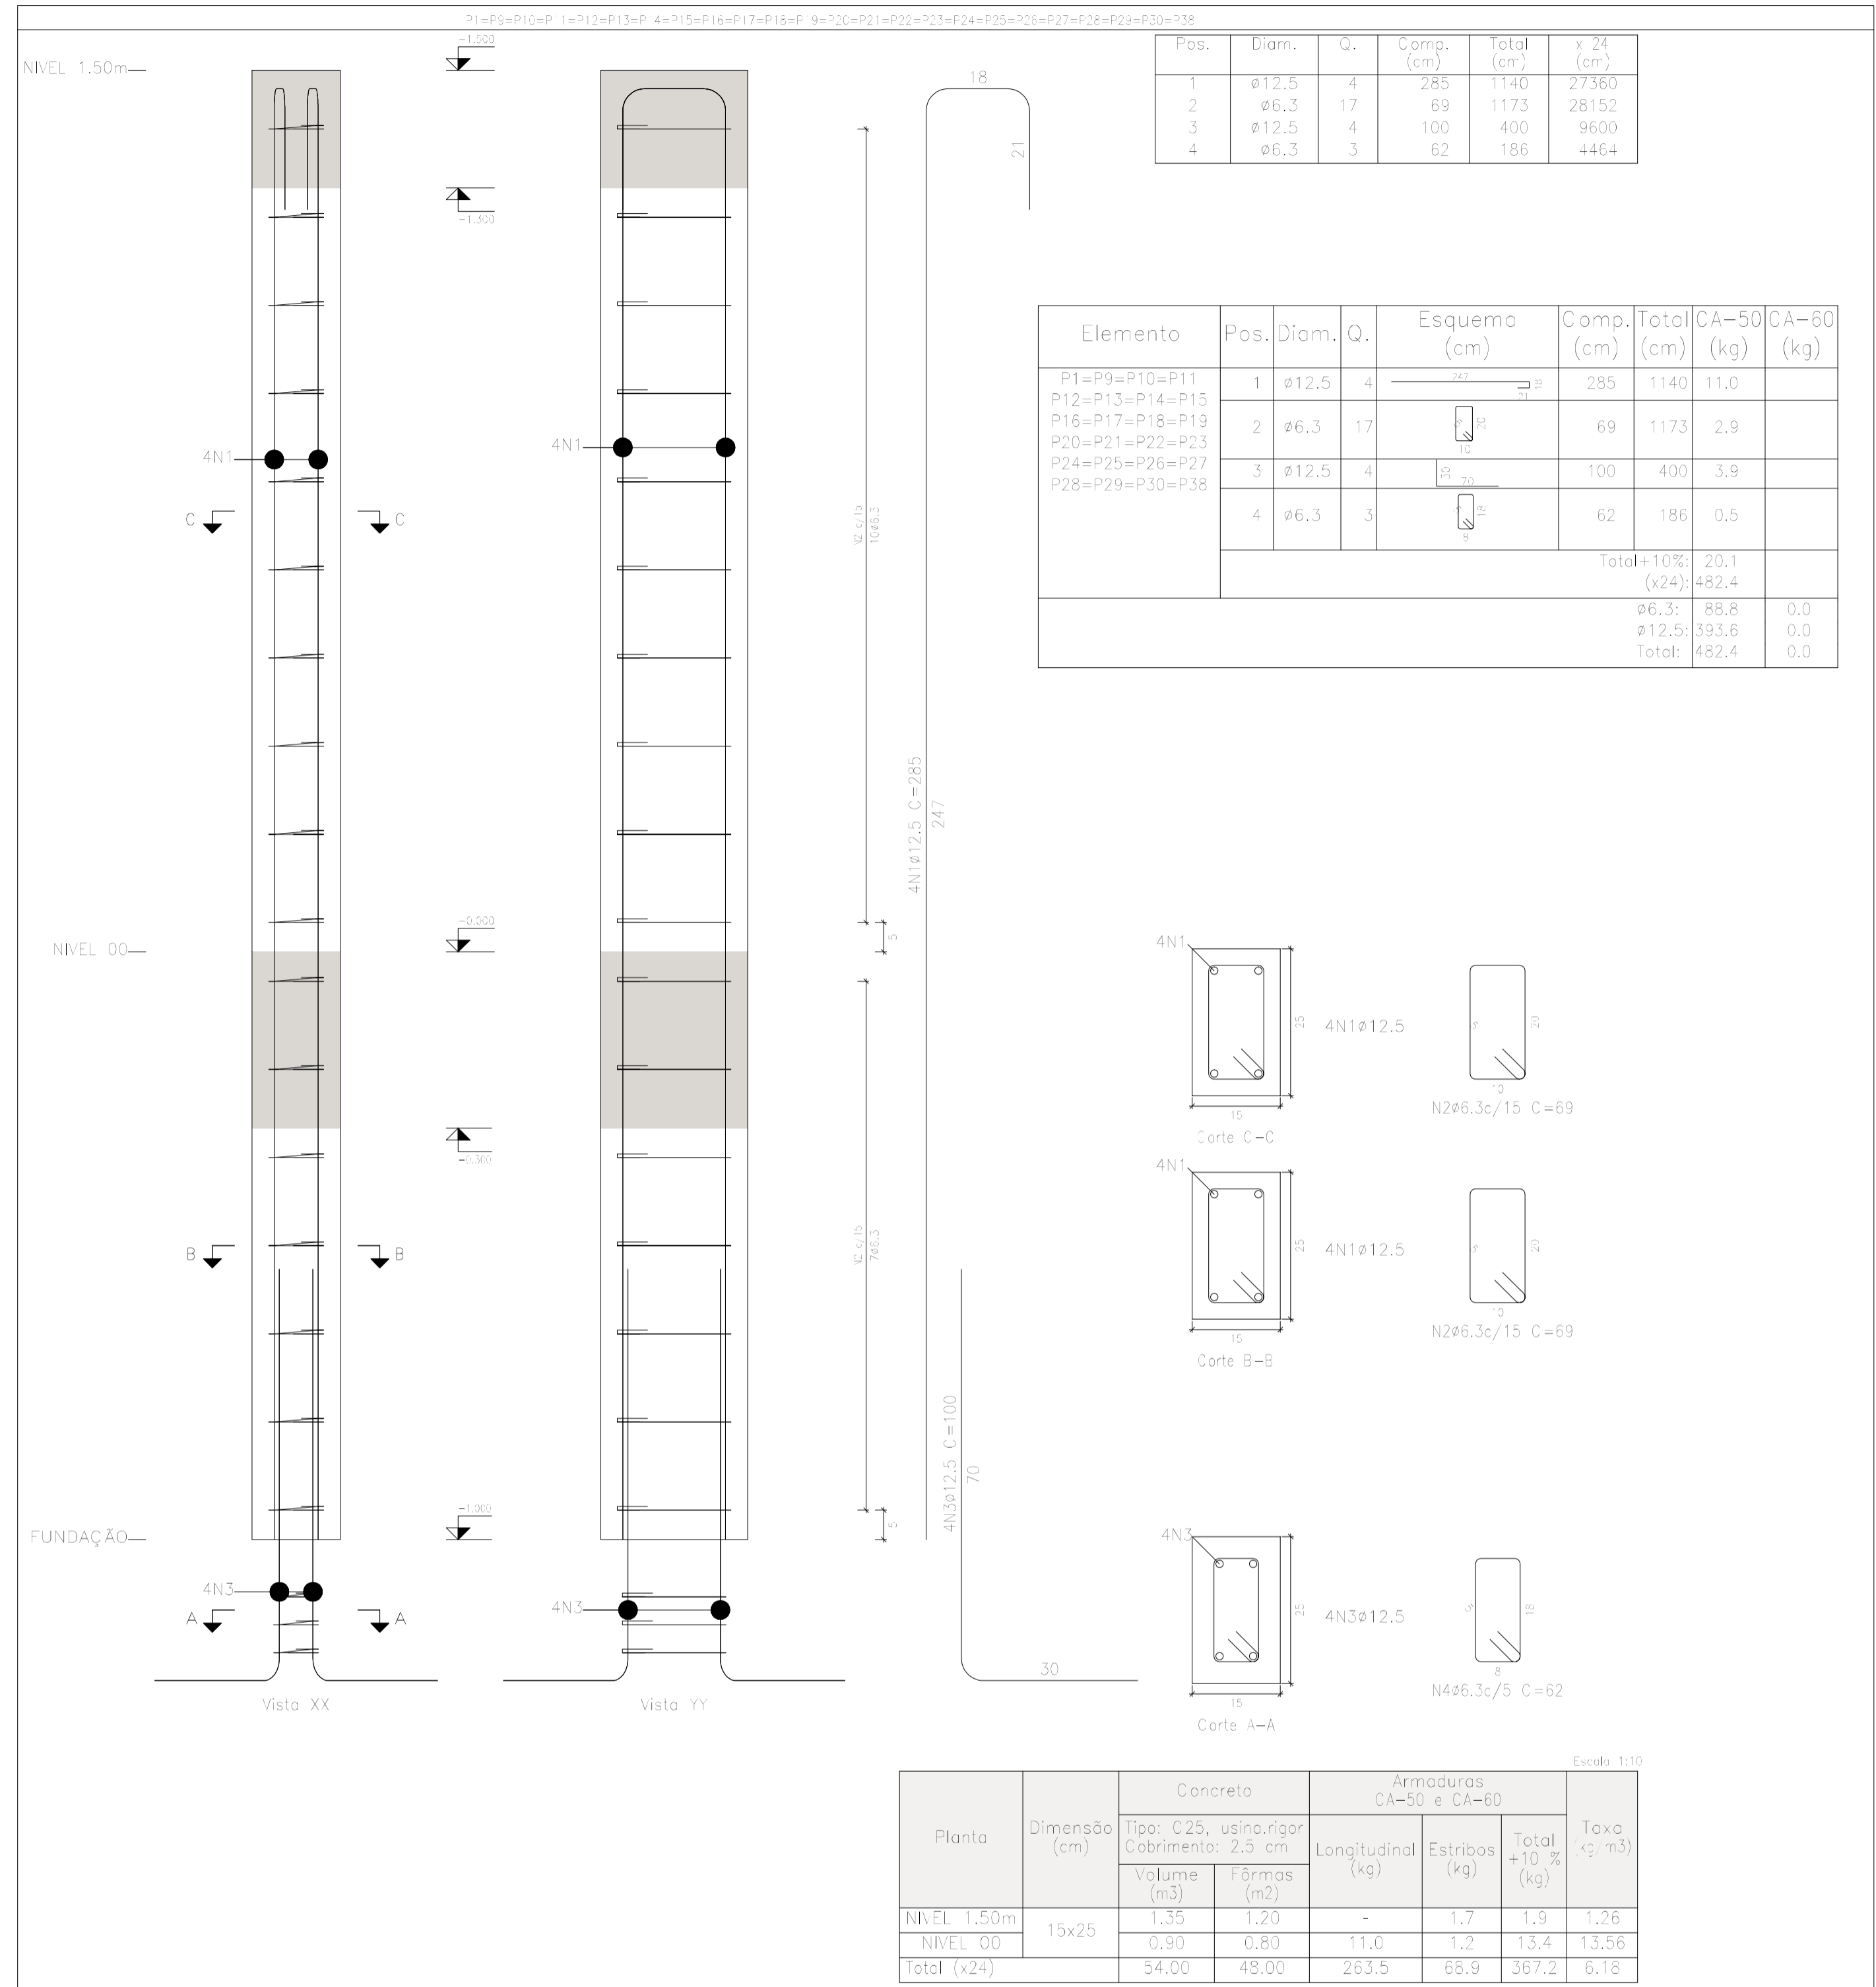 P1=P9=P10=P11=P12=P13=P14=P15=P16=P17=P18=P19=P20=P21=P22=P23=P24=P25=P26=P27=P28=P29=P30=P38
NIVEL 1.50m
-1.500
-1.300
4N1
4N1
C
C
-0.000
NIVEL 00
-0.300
B
B
-1.000
FUNDAÇÃO
4N3
4N3
A
A
Vista XX
Vista YY
N2 c/15
10ø6.3
5
N2 c/15
7ø6.3
5
18
21
4N1ø12.5 C=285
247
4N3ø12.5 C=100
70
30
Pos. Diam. Q. Comp. (cm) Total (cm) x 24 (cm)
1 ø12.5 4 285 1140 27360
2 ø6.3 17 69 1173 28152
3 ø12.5 4 100 400 9600
4 ø6.3 3 62 186 4464
Elemento Pos. Diam. Q. Esquema (cm) Comp. (cm) Total (cm) CA-50 (kg) CA-60 (kg)
P1=P9=P10=P11
P12=P13=P14=P15
P16=P17=P18=P19
P20=P21=P22=P23
P24=P25=P26=P27
P28=P29=P30=P38
1 ø12.5 4 247 18 21 285 1140 11.0
2 ø6.3 17 5 20 10 69 1173 2.9
3 ø12.5 4 30 70 100 400 3.9
4 ø6.3 3 5 18 8 62 186 0.5
Total+10%: 20.1
(x24): 482.4
ø6.3: 88.8 0.0
ø12.5: 393.6 0.0
Total: 482.4 0.0
4N1
25
4N1ø12.5
15
Corte C-C
5
20
10
N2ø6.3c/15 C=69
4N1
25
4N1ø12.5
15
Corte B-B
5
20
10
N2ø6.3c/15 C=69
4N3
25
4N3ø12.5
15
Corte A-A
5
18
8
N4ø6.3c/5 C=62
Escala 1:10
Planta
Dimensão (cm)
Concreto
Tipo: C25, usina.rigor
Cobrimento: 2.5 cm
Volume (m3)
Fôrmas (m2)
Armaduras
CA-50 e CA-60
Longitudinal (kg)
Estribos (kg)
Total +10 % (kg)
Taxa (kg/m3)
NIVEL 1.50m 15x25 1.35 1.20 - 1.7 1.9 1.26
NIVEL 00 0.90 0.80 11.0 1.2 13.4 13.56
Total (x24) 54.00 48.00 263.5 68.9 367.2 6.18